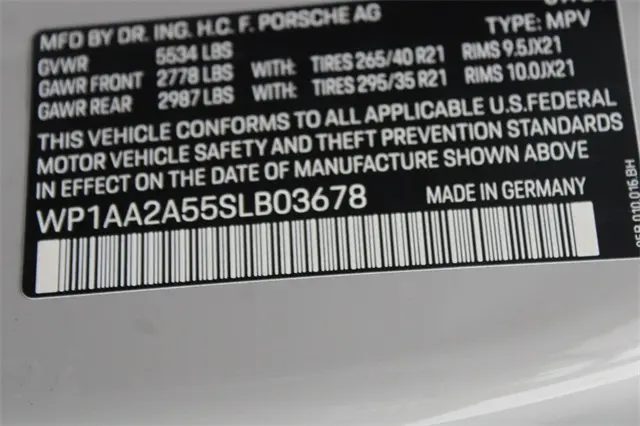 MFD BY DR. ING. H.C. F. PORSCHE AG
TYPE: MPV
GVWR 5534 LBS
GAWR FRONT 2778 LBS WITH: TIRES 265/40 R21 RIMS 9.5JX21
GAWR REAR 2987 LBS WITH: TIRES 295/35 R21 RIMS 10.0JX21
THIS VEHICLE CONFORMS TO ALL APPLICABLE U.S.FEDERAL
MOTOR VEHICLE SAFETY AND THEFT PREVENTION STANDARDS
IN EFFECT ON THE DATE OF MANUFACTURE SHOWN ABOVE
WP1AA2A55SLB03678